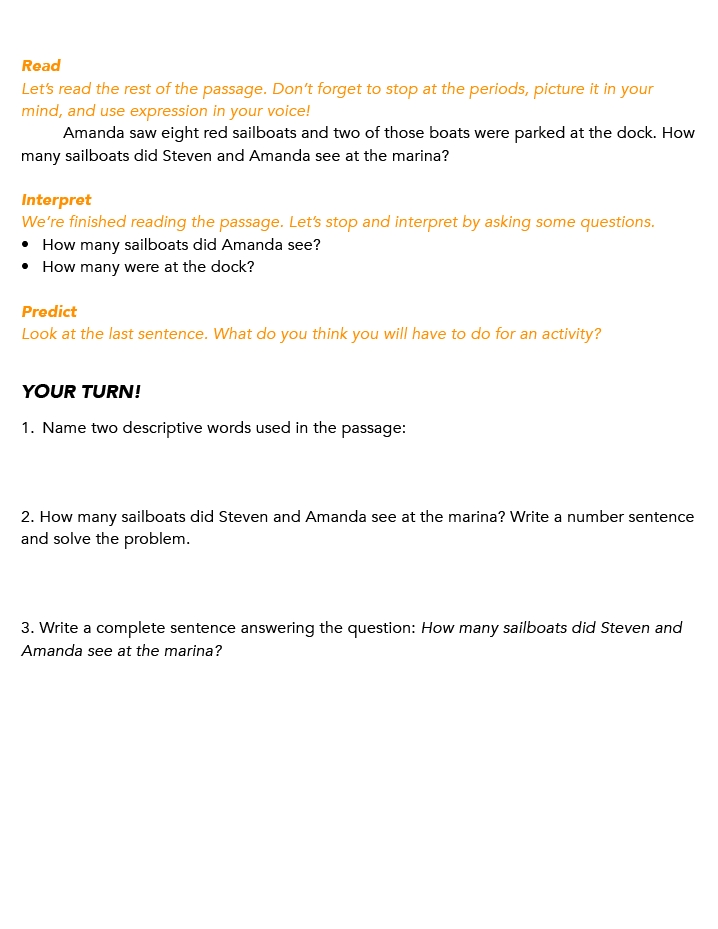 Read
Let’s read the rest of the passage. Don’t forget to stop at the periods, picture it in your
mind, and use expression in your voice!
Amanda saw eight red sailboats and two of those boats were parked at the dock. How
many sailboats did Steven and Amanda see at the marina?
Interpret
We’re finished reading the passage. Let’s stop and interpret by asking some questions.
• How many sailboats did Amanda see?
• How many were at the dock?
Predict
Look at the last sentence. What do you think you will have to do for an activity?
YOUR TURN!
1. Name two descriptive words used in the passage:
2. How many sailboats did Steven and Amanda see at the marina? Write a number sentence
and solve the problem.
3. Write a complete sentence answering the question: How many sailboats did Steven and
Amanda see at the marina?